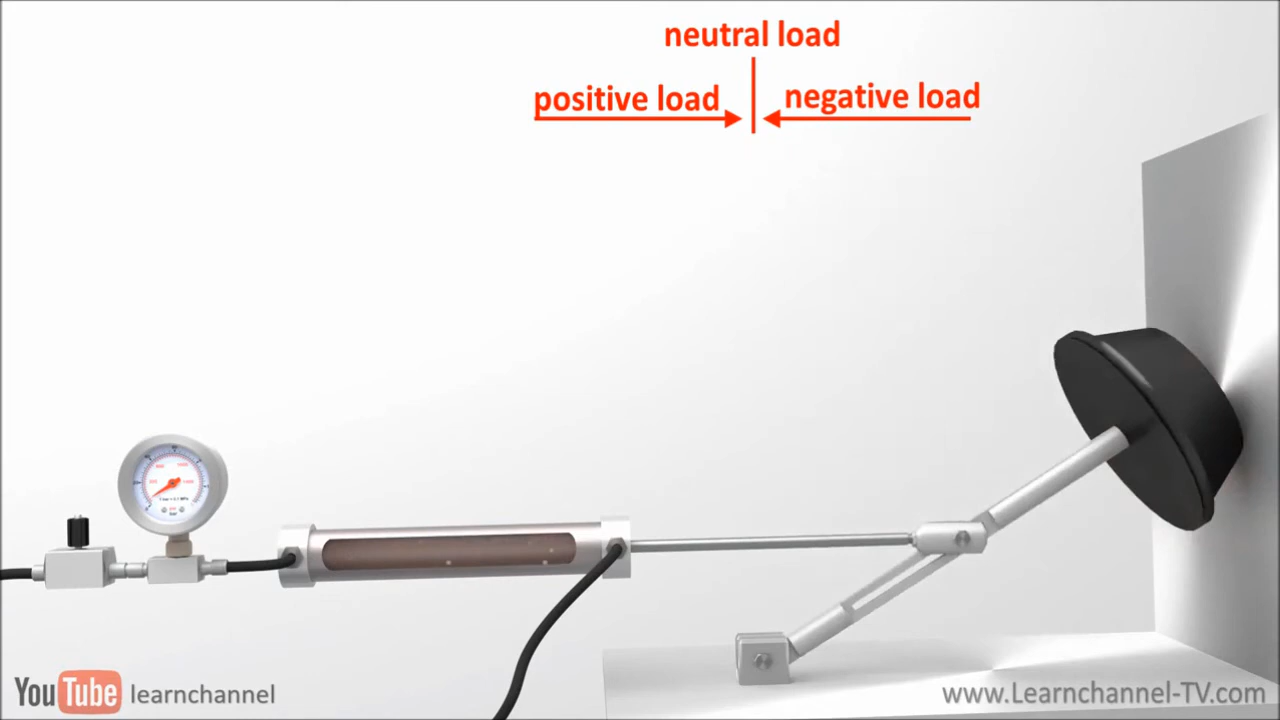 neutral load
positive load
negative load
YouTube learnchannel
www.Learnchannel-TV.com